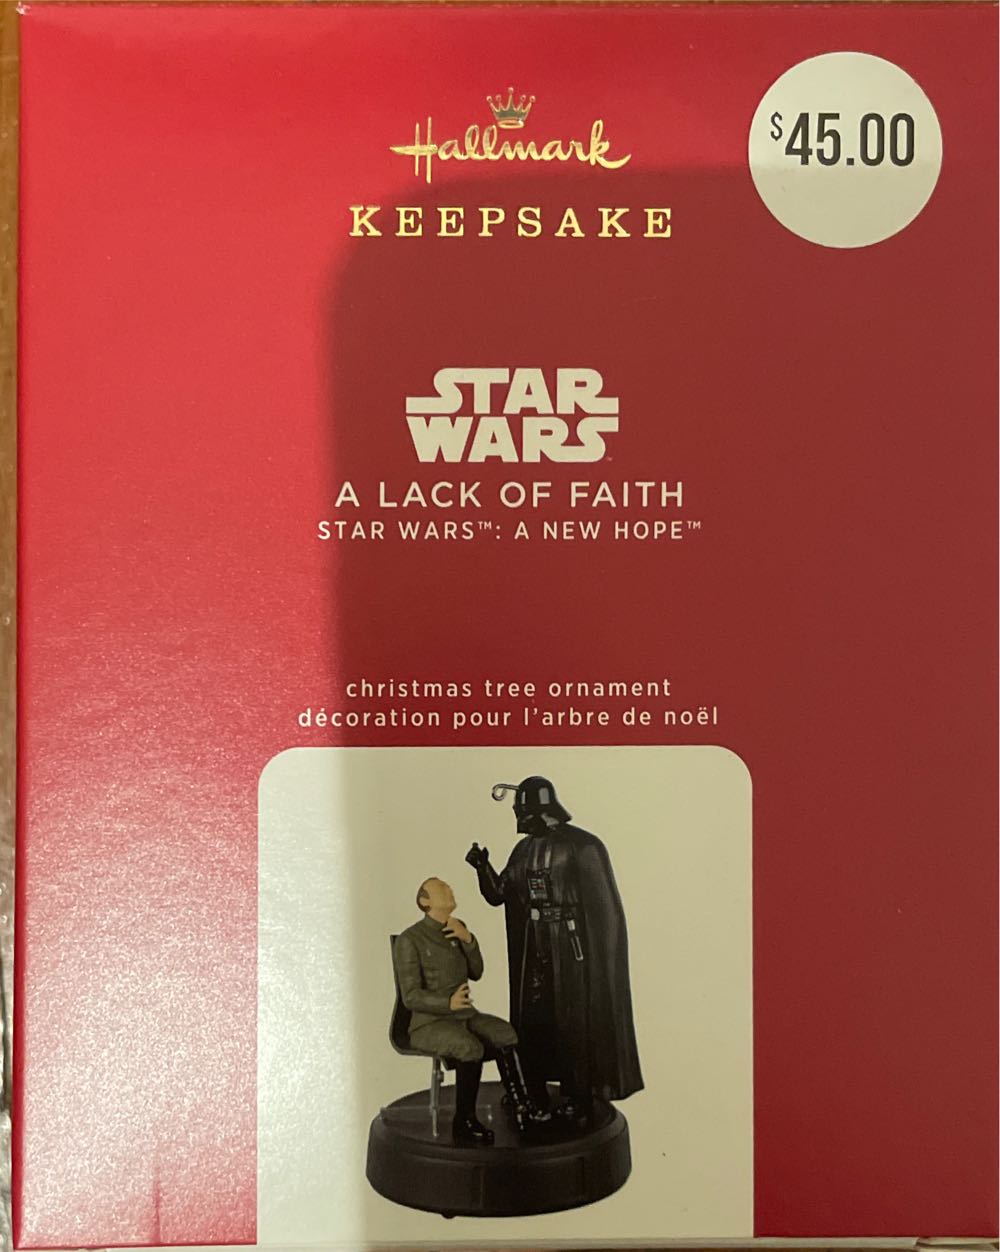 Hallmark
KEEPSAKE
$45.00
STAR
WARS
A LACK OF FAITH
STAR WARS™: A NEW HOPE™
christmas tree ornament
décoration pour l'arbre de noël